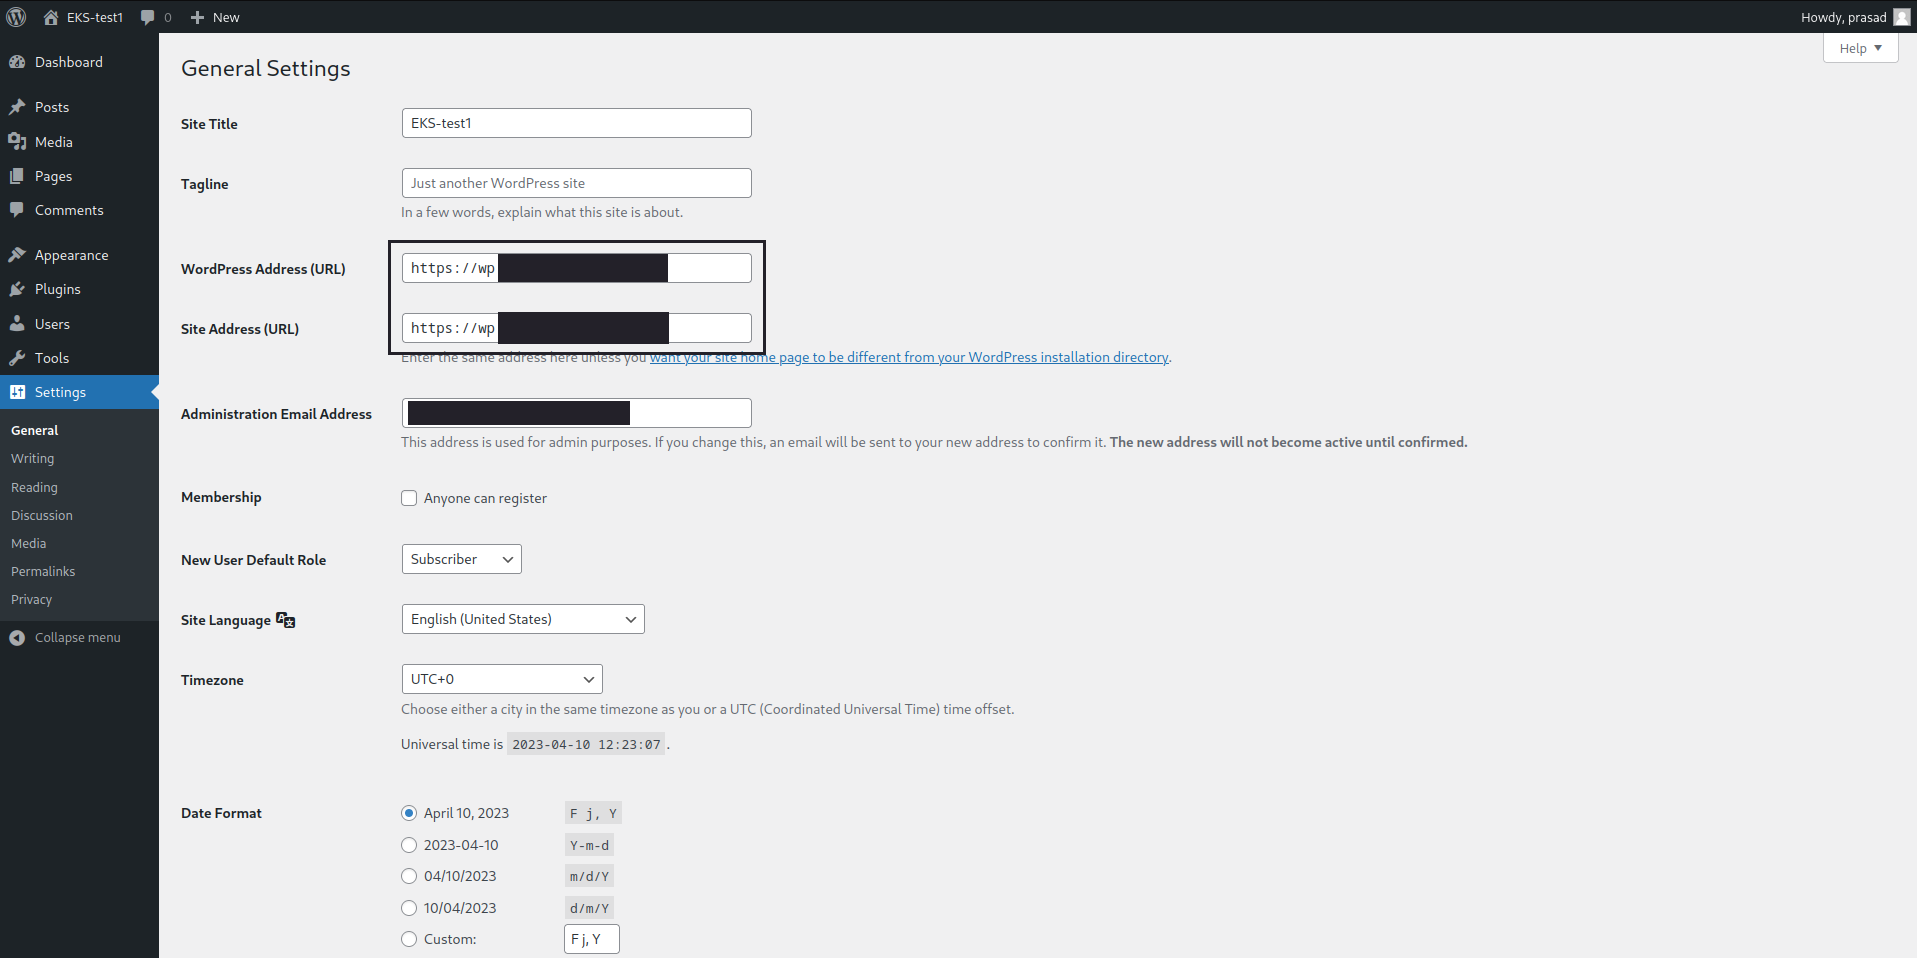 EKS-test1 0 New Howdy, prasad
Help
Dashboard
Posts
Media
Pages
Comments
Appearance
Plugins
Users
Tools
Settings
General
Writing
Reading
Discussion
Media
Permalinks
Privacy
Collapse menu
General Settings
Site Title EKS-test1
Tagline Just another WordPress site
In a few words, explain what this site is about.
WordPress Address (URL) https://wp
Site Address (URL) https://wp
Enter the same address here unless you want your site home page to be different from your WordPress installation directory.
Administration Email Address
This address is used for admin purposes. If you change this, an email will be sent to your new address to confirm it. The new address will not become active until confirmed.
Membership Anyone can register
New User Default Role Subscriber
Site Language English (United States)
Timezone UTC+0
Choose either a city in the same timezone as you or a UTC (Coordinated Universal Time) time offset.
Universal time is 2023-04-10 12:23:07 .
Date Format April 10, 2023 F j, Y
2023-04-10 Y-m-d
04/10/2023 m/d/Y
10/04/2023 d/m/Y
Custom: F j, Y